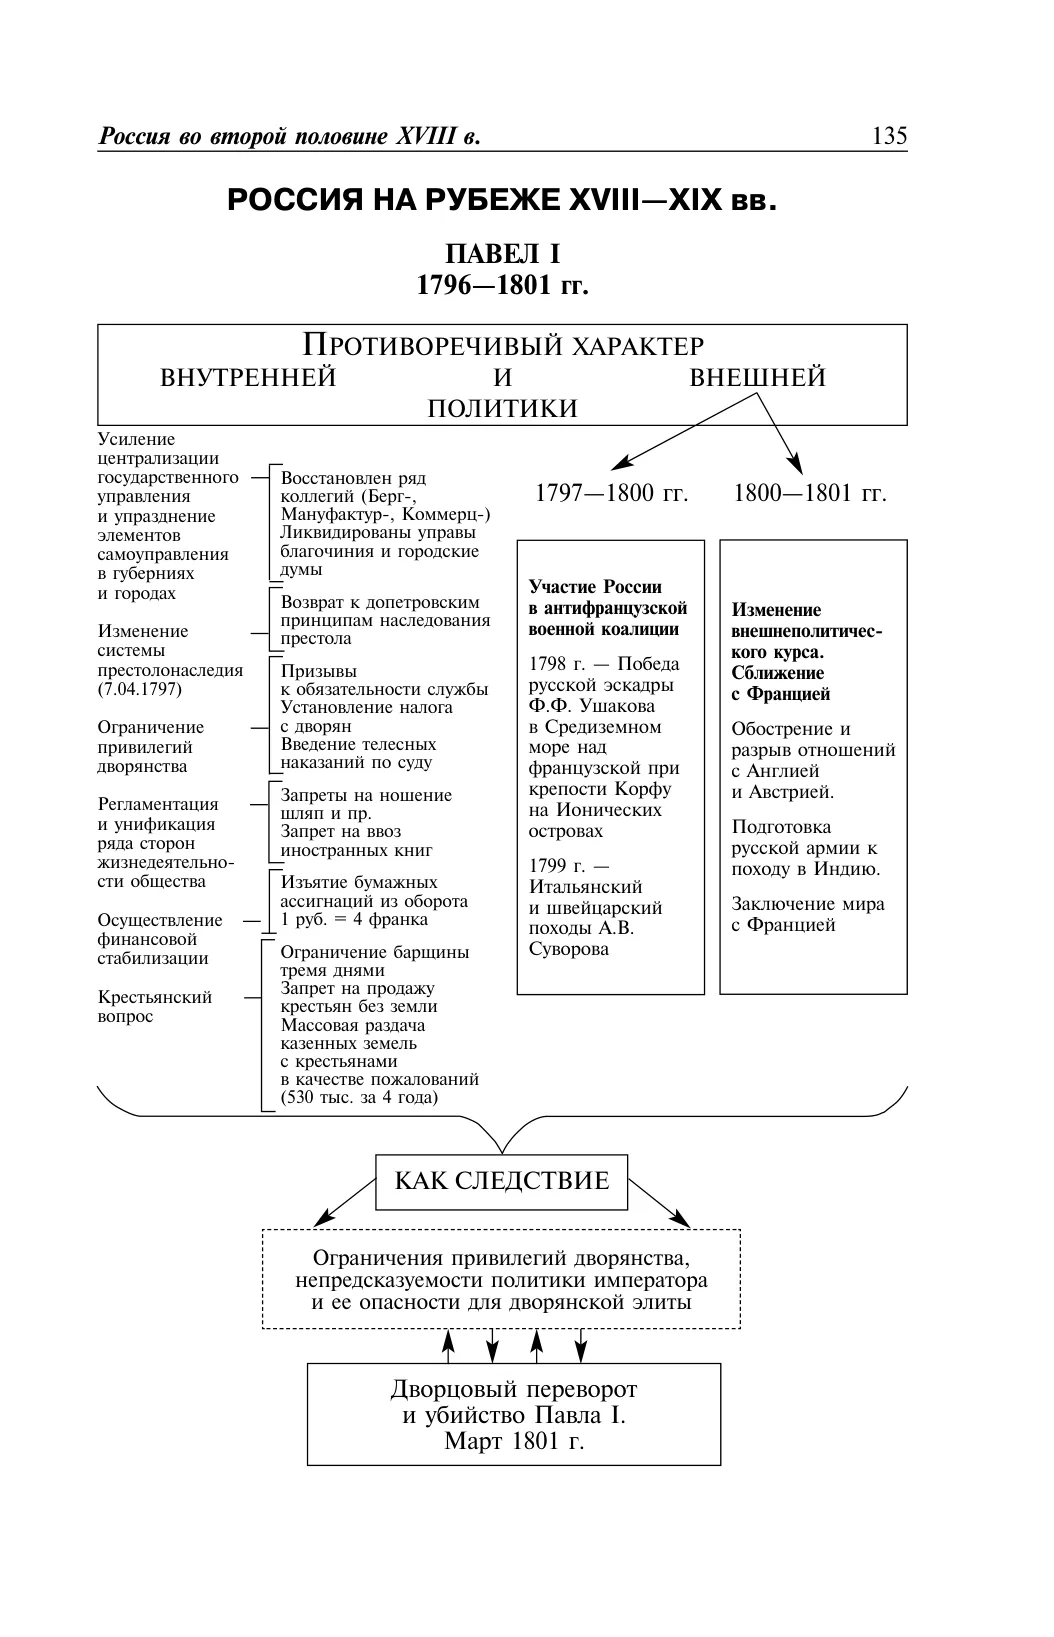 Россия во второй половине XVIII в. 135
РОССИЯ НА РУБЕЖЕ XVIII—XIX вв.
ПАВЕЛ I
1796—1801 гг.
ПРОТИВОРЕЧИВЫЙ ХАРАКТЕР
ВНУТРЕННЕЙ И ВНЕШНЕЙ
ПОЛИТИКИ
Усиление
централизации
государственного
управления
и упразднение
элементов
самоуправления
в губерниях
и городах
Изменение
системы
престолонаследия
(7.04.1797)
Ограничение
привилегий
дворянства
Регламентация
и унификация
ряда сторон
жизнедеятельно-
сти общества
Осуществление
финансовой
стабилизации
Крестьянский
вопрос
Восстановлен ряд
коллегий (Берг-,
Мануфактур-, Коммерц-)
Ликвидированы управы
благочиния и городские
думы
Возврат к допетровским
принципам наследования
престола
Призывы
к обязательности службы
Установление налога
с дворян
Введение телесных
наказаний по суду
Запреты на ношение
шляп и пр.
Запрет на ввоз
иностранных книг
Изъятие бумажных
ассигнаций из оборота
1 руб. = 4 франка
Ограничение барщины
тремя днями
Запрет на продажу
крестьян без земли
Массовая раздача
казенных земель
с крестьянами
в качестве пожалований
(530 тыс. за 4 года)
1797—1800 гг.
Участие России
в антифранцузской
военной коалиции
1798 г. — Победа
русской эскадры
Ф.Ф. Ушакова
в Средиземном
море над
французской при
крепости Корфу
на Ионических
островах
1799 г. —
Итальянский
и швейцарский
походы А.В.
Суворова
1800—1801 гг.
Изменение
внешнеполитичес-
кого курса.
Сближение
с Францией
Обострение и
разрыв отношений
с Англией
и Австрией.
Подготовка
русской армии к
походу в Индию.
Заключение мира
с Францией
КАК СЛЕДСТВИЕ
Ограничения привилегий дворянства,
непредсказуемости политики императора
и ее опасности для дворянской элиты
Дворцовый переворот
и убийство Павла I.
Март 1801 г.